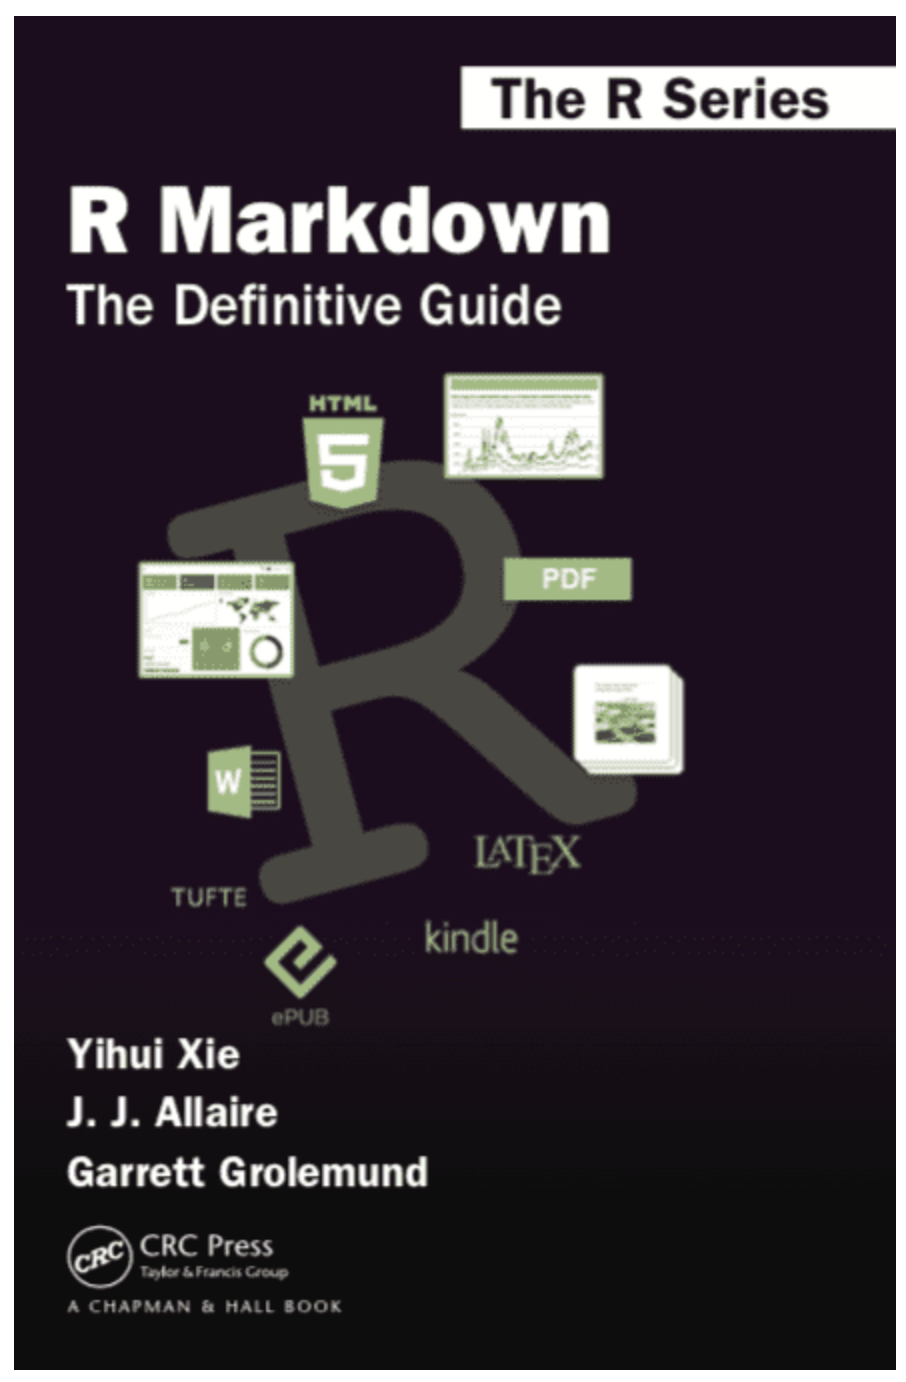 The R Series
R Markdown
The Definitive Guide
HTML
5
PDF
W
LATEX
TUFTE
kindle
e
ePUB
Yihui Xie
J. J. Allaire
Garrett Grolemund
CRC
CRC Press
Taylor & Francis Group
A CHAPMAN & HALL BOOK